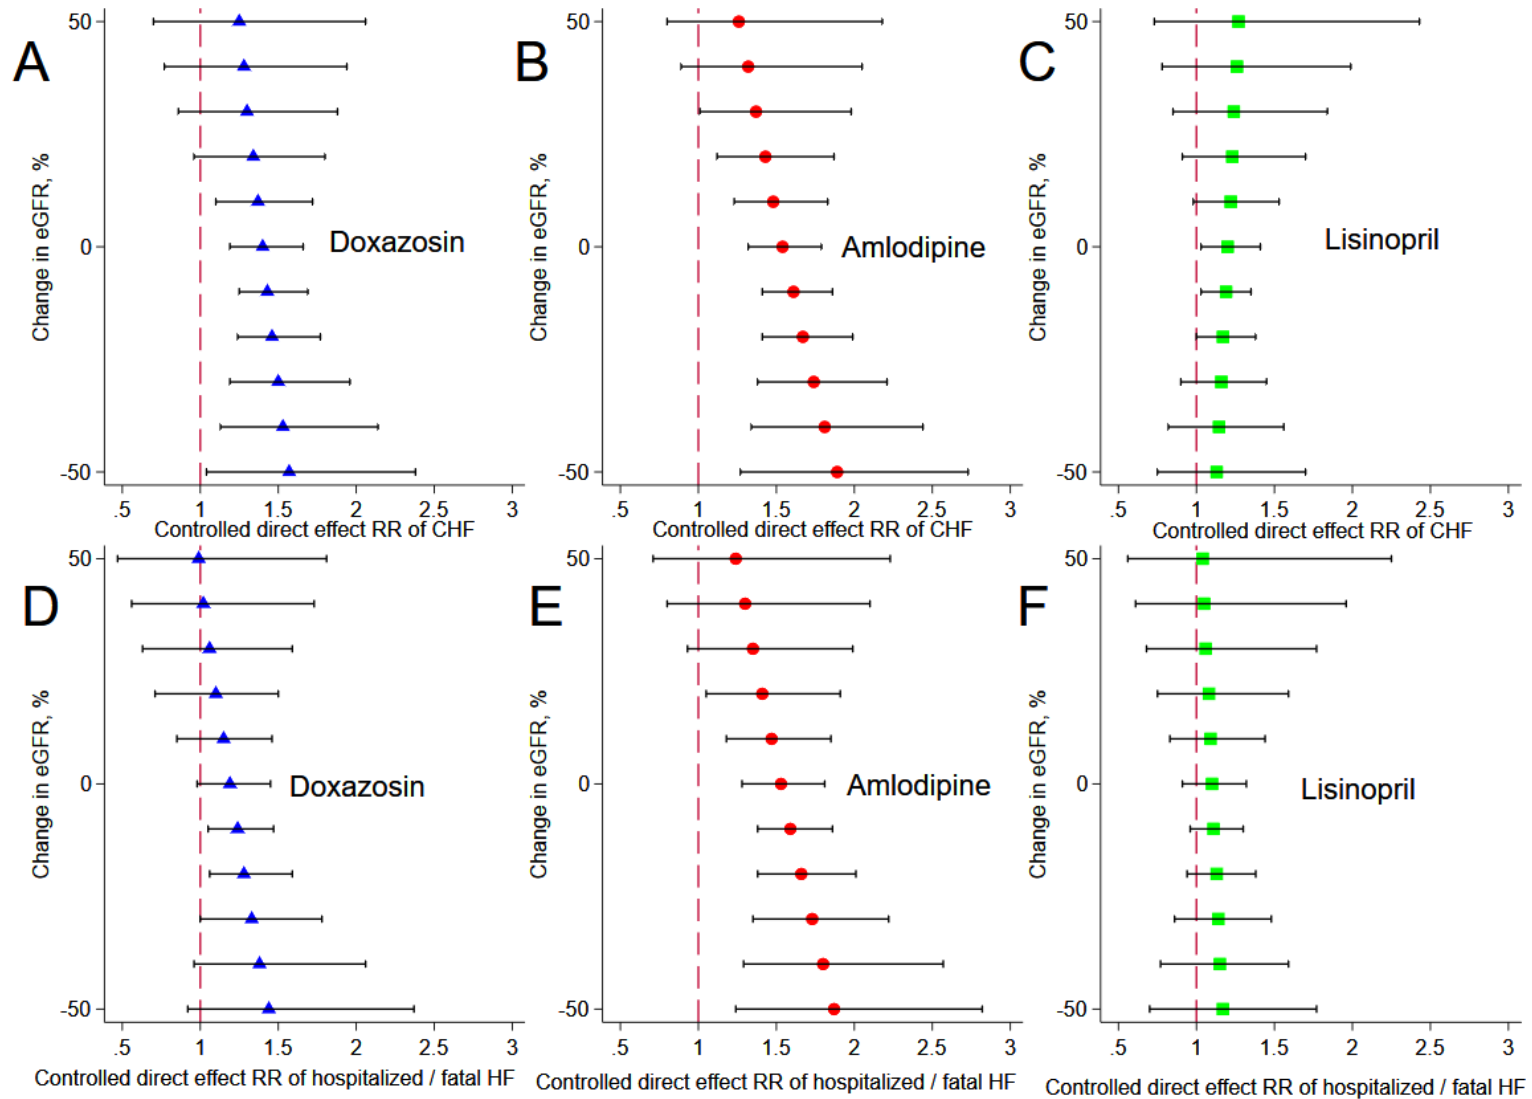 A
50
0
-50
Change in eGFR, %
Doxazosin
.5 1 1.5 2 2.5 3
Controlled direct effect RR of CHF
B
50
0
-50
Change in eGFR, %
Amlodipine
.5 1 1.5 2 2.5 3
Controlled direct effect RR of CHF
C
50
0
-50
Change in eGFR, %
Lisinopril
.5 1 1.5 2 2.5 3
Controlled direct effect RR of CHF
D
50
0
-50
Change in eGFR, %
Doxazosin
.5 1 1.5 2 2.5 3
Controlled direct effect RR of hospitalized / fatal HF
E
50
0
-50
Change in eGFR, %
Amlodipine
.5 1 1.5 2 2.5 3
Controlled direct effect RR of hospitalized / fatal HF
F
50
0
-50
Change in eGFR, %
Lisinopril
.5 1 1.5 2 2.5 3
Controlled direct effect RR of hospitalized / fatal HF